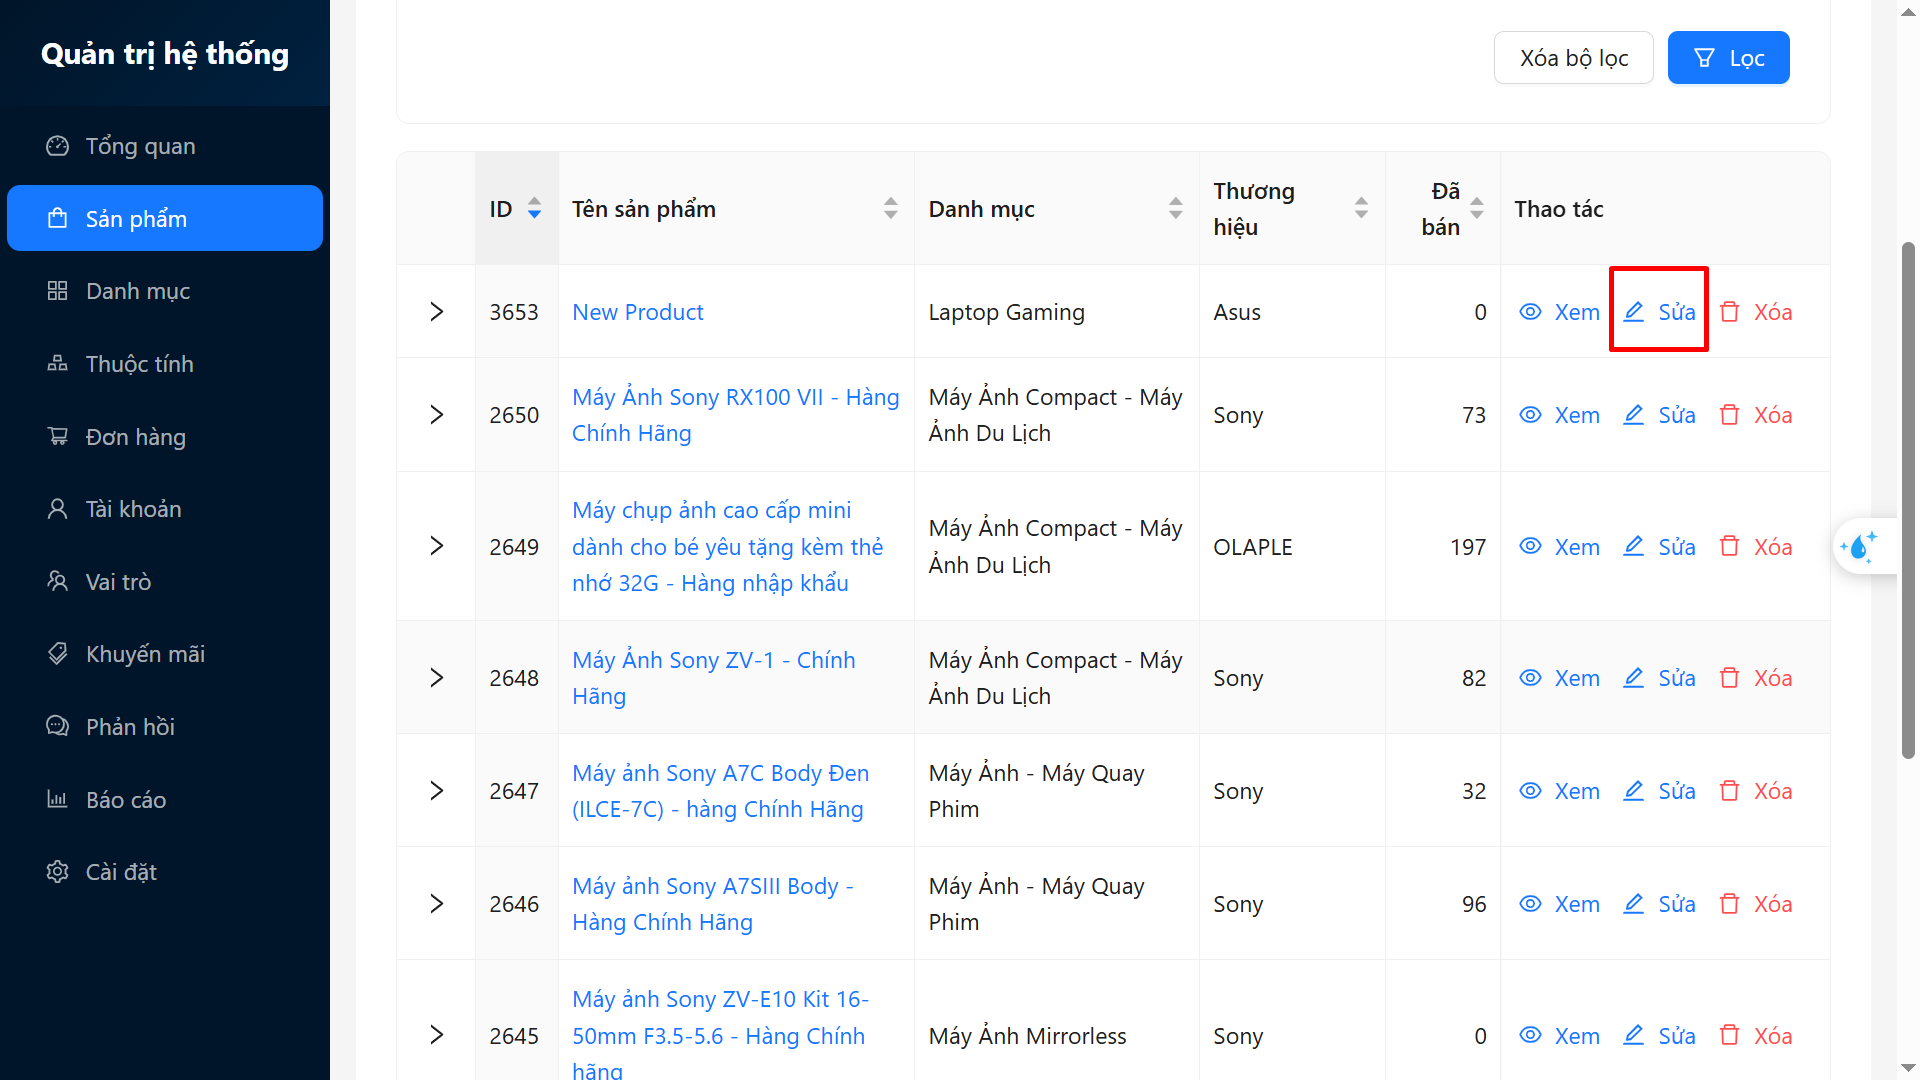 Quản trị hệ thống
Tổng quan
Sản phẩm
Danh mục
Thuộc tính
Đơn hàng
Tài khoản
Vai trò
Khuyến mãi
Phản hồi
Báo cáo
Cài đặt
Xóa bộ lọc
Lọc
ID
Tên sản phẩm
Danh mục
Thương
hiệu
Đã
bán
Thao tác
3653
New Product
Laptop Gaming
Asus
0
Xem
Sửa
Xóa
2650
Máy Ảnh Sony RX100 VII - Hàng
Chính Hãng
Máy Ảnh Compact - Máy
Ảnh Du Lịch
Sony
73
Xem
Sửa
Xóa
2649
Máy chụp ảnh cao cấp mini
dành cho bé yêu tặng kèm thẻ
nhớ 32G - Hàng nhập khẩu
Máy Ảnh Compact - Máy
Ảnh Du Lịch
OLAPLE
197
Xem
Sửa
Xóa
2648
Máy Ảnh Sony ZV-1 - Chính
Hãng
Máy Ảnh Compact - Máy
Ảnh Du Lịch
Sony
82
Xem
Sửa
Xóa
2647
Máy ảnh Sony A7C Body Đen
(ILCE-7C) - hàng Chính Hãng
Máy Ảnh - Máy Quay
Phim
Sony
32
Xem
Sửa
Xóa
2646
Máy ảnh Sony A7SIII Body -
Hàng Chính Hãng
Máy Ảnh - Máy Quay
Phim
Sony
96
Xem
Sửa
Xóa
2645
Máy ảnh Sony ZV-E10 Kit 16-
50mm F3.5-5.6 - Hàng Chính
hãng
Máy Ảnh Mirrorless
Sony
0
Xem
Sửa
Xóa